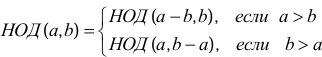 НОД(a,b) = { НОД(a−b,b), если a > b
НОД(a,b−a), если b > a